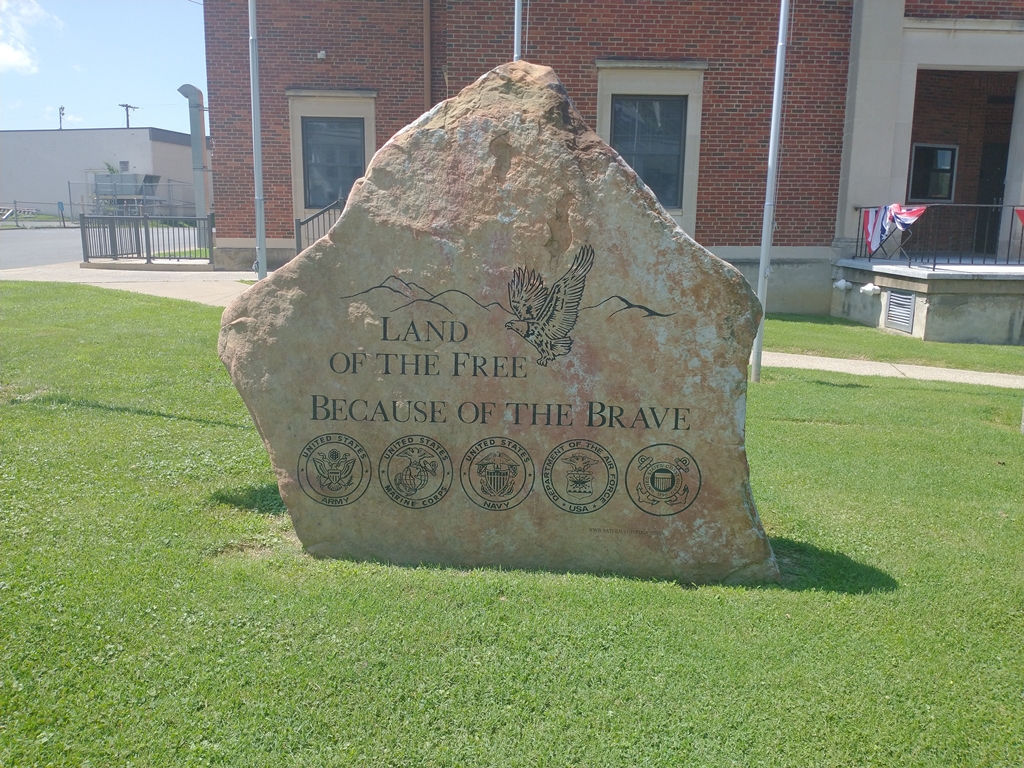 LAND
OF THE FREE
BECAUSE OF THE BRAVE
UNITED STATES
ARMY
UNITED STATES
MARINE CORPS
UNITED STATES
NAVY
DEPARTMENT OF THE AIR FORCE
USA